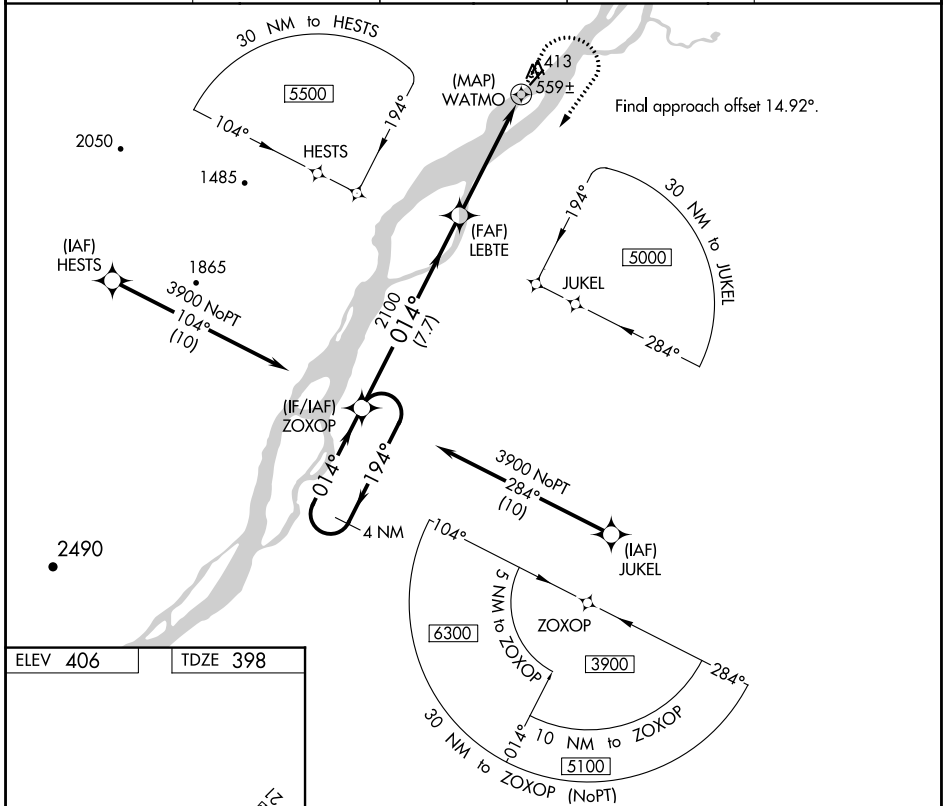 30 NM to HESTS
5500
104°
194°
HESTS
(MAP)
WATMO
413
559±
Final approach offset 14.92°.
2050
1485
(IAF)
HESTS
1865
3900 NoPT
104°
(10)
(FAF)
LEBTE
2100
014°
(7.7)
30 NM to JUKEL
194°
5000
JUKEL
284°
(IF/IAF)
ZOXOP
014°
194°
4 NM
3900 NoPT
284°
(10)
(IAF)
JUKEL
2490
104°
5 NM to ZOXOP
ZOXOP
6300
3900
284°
014°
10 NM to ZOXOP
5100
30 NM to ZOXOP (NoPT)
ELEV 406
TDZE 398
21